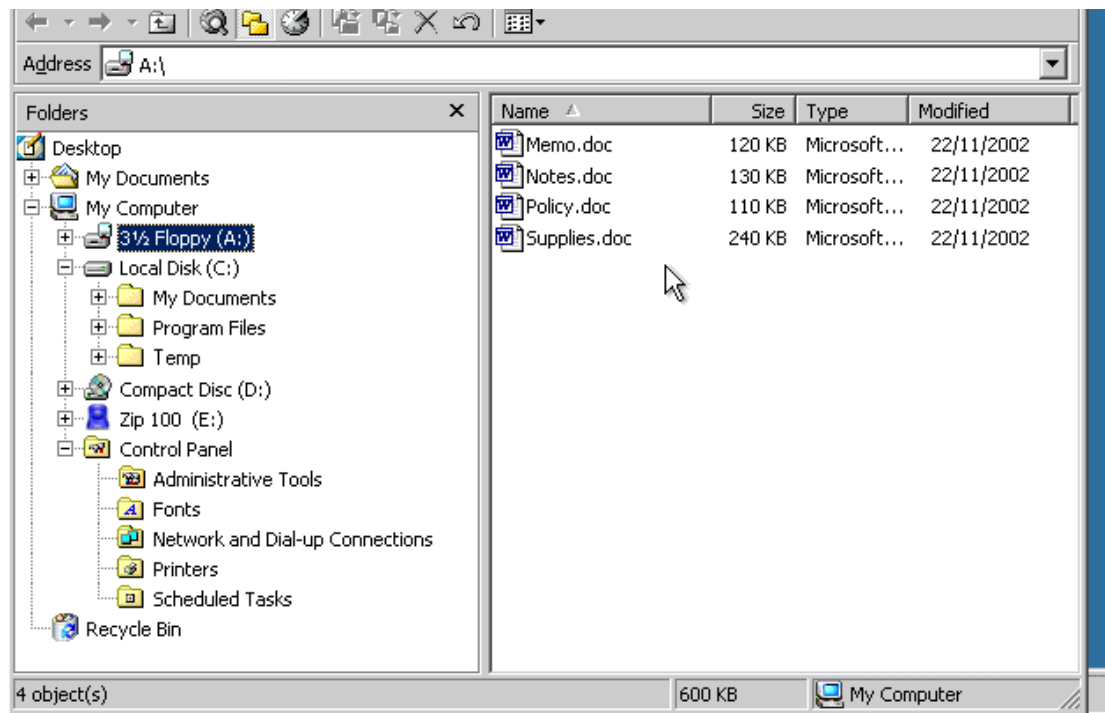 Address A:\
Folders
Desktop
My Documents
My Computer
3½ Floppy (A:)
Local Disk (C:)
My Documents
Program Files
Temp
Compact Disc (D:)
Zip 100 (E:)
Control Panel
Administrative Tools
Fonts
Network and Dial-up Connections
Printers
Scheduled Tasks
Recycle Bin
Name Size Type Modified
Memo.doc 120 KB Microsoft... 22/11/2002
Notes.doc 130 KB Microsoft... 22/11/2002
Policy.doc 110 KB Microsoft... 22/11/2002
Supplies.doc 240 KB Microsoft... 22/11/2002
4 object(s) 600 KB My Computer